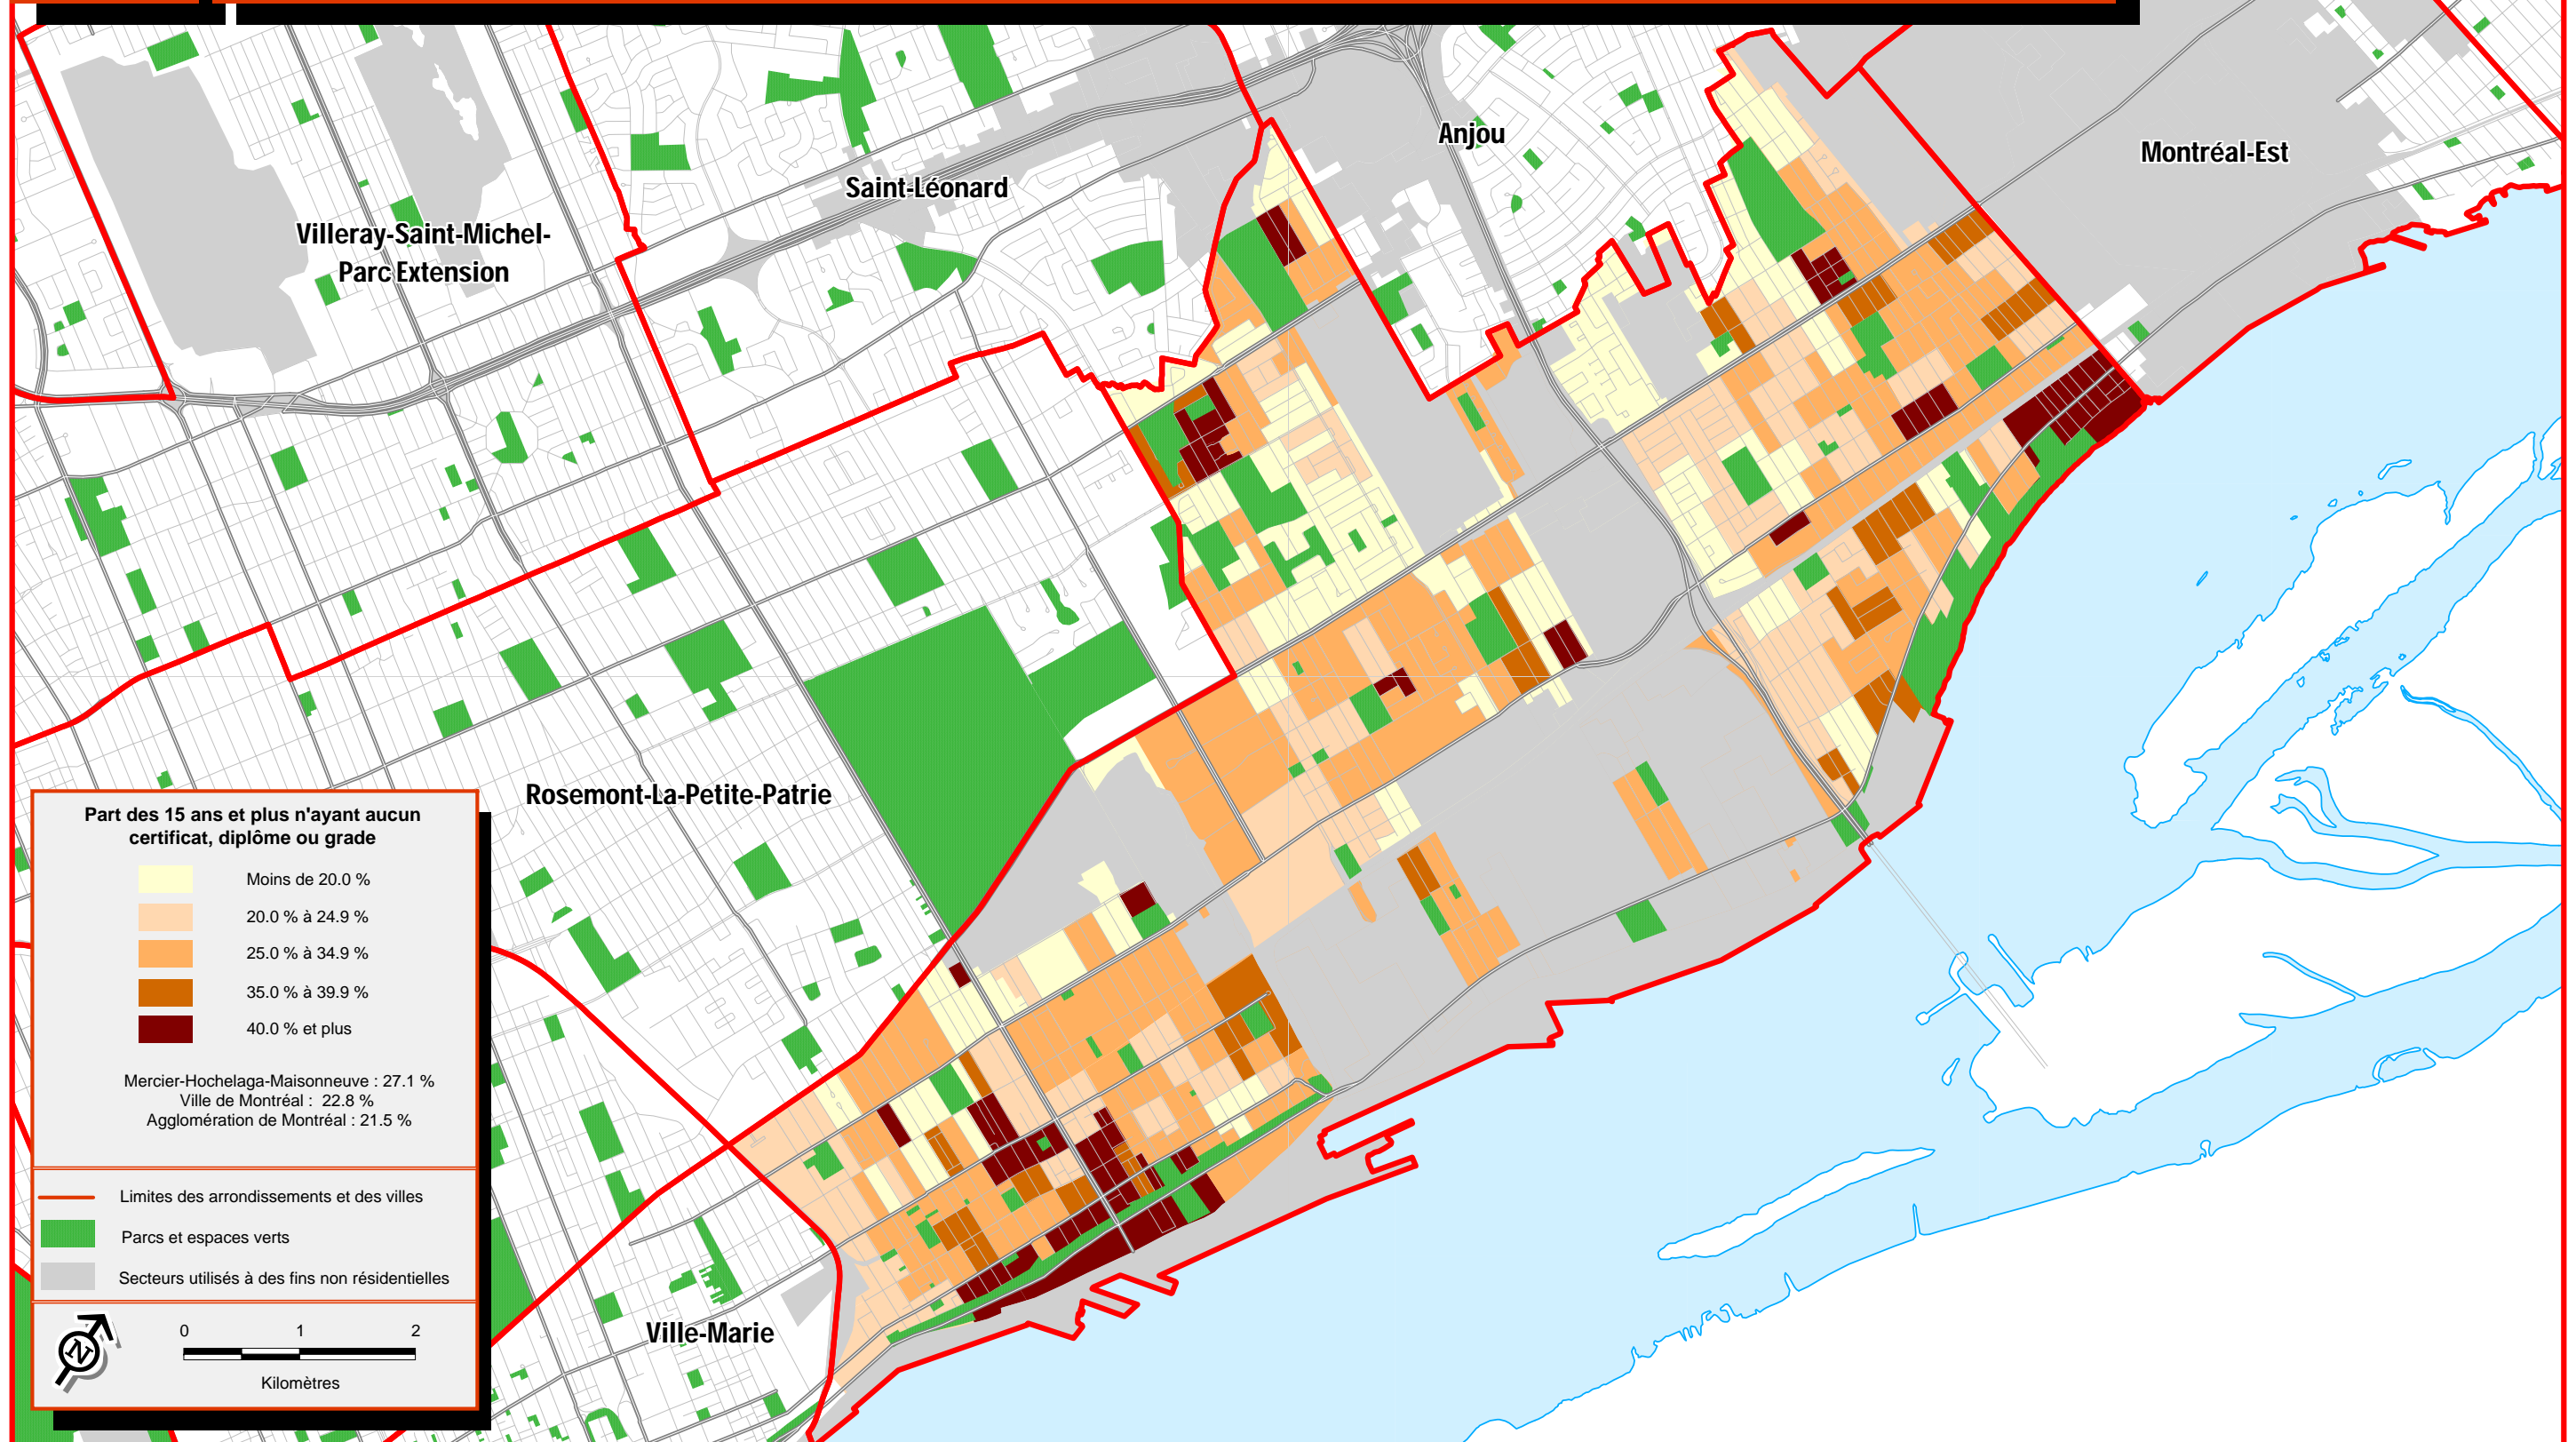 Anjou
Montréal-Est
Saint-Léonard
Villeray-Saint-Michel-
Parc Extension
Rosemont-La-Petite-Patrie
Ville-Marie
Part des 15 ans et plus n'ayant aucun
certificat, diplôme ou grade
Moins de 20.0 %
20.0 % à 24.9 %
25.0 % à 34.9 %
35.0 % à 39.9 %
40.0 % et plus
Mercier-Hochelaga-Maisonneuve : 27.1 %
Ville de Montréal : 22.8 %
Agglomération de Montréal : 21.5 %
Limites des arrondissements et des villes
Parcs et espaces verts
Secteurs utilisés à des fins non résidentielles
N
0 1 2
Kilomètres